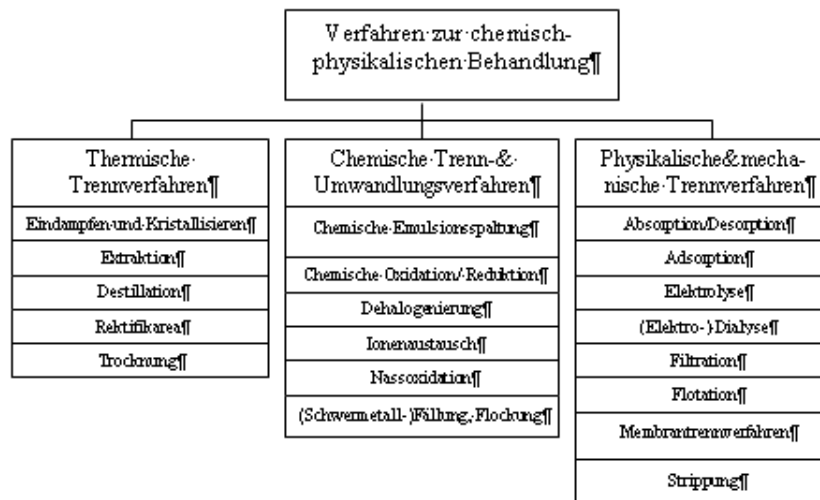 Verfahren·zur·chemisch-
physikalischen·Behandlung¶
Thermische·
Trennverfahren¶
Eindampfen·und·Kristallisieren¶
Extraktion¶
Destillation¶
Rektifikarea¶
Trocknung¶
Chemische·Trenn-&·
Umwandlungsverfahren¶
Chemische·Emulsionsspaltung¶
Chemische·Oxidation/·Reduktion¶
Dehalogenierung¶
Ionenaustausch¶
Nassoxidation¶
(Schwermetall-)Fällung,·Flockung¶
Physikalische&mecha-
nische·Trennverfahren¶
Absorption/Desorption¶
Adsorption¶
Elektrolyse¶
(Elektro-)Dialyse¶
Filtration¶
Flotation¶
Membrantrennverfahren¶
Strippung¶